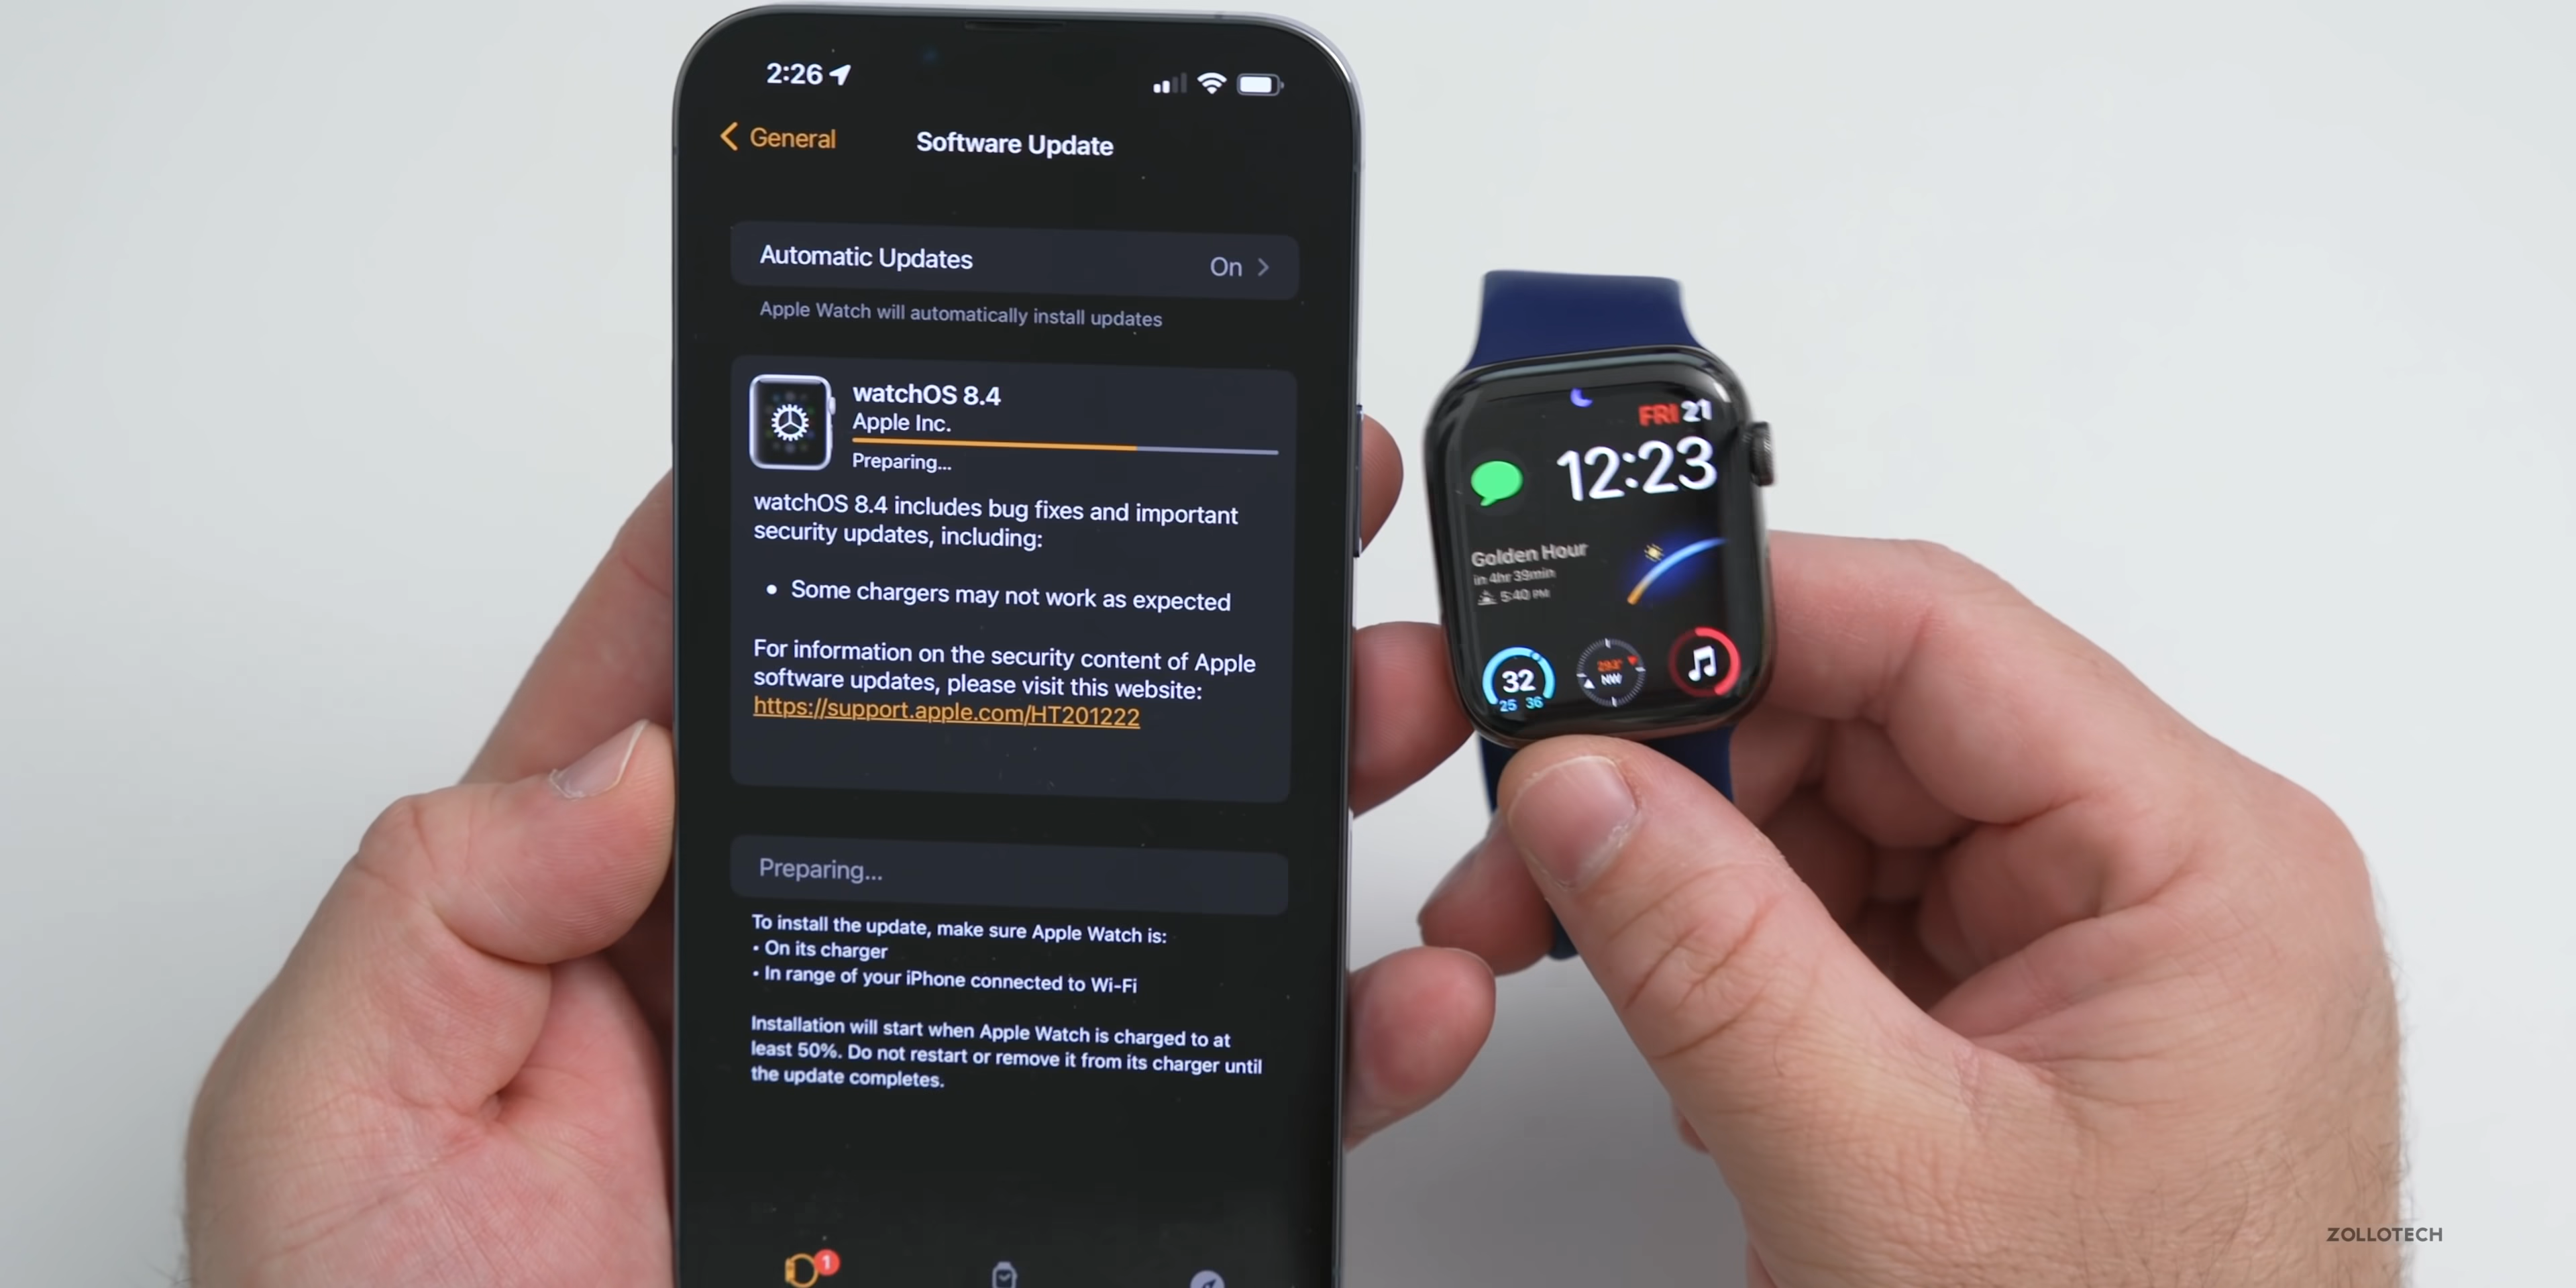 2:26
General
Software Update
Automatic Updates
On
Apple Watch will automatically install updates
watchOS 8.4
Apple Inc.
Preparing...
watchOS 8.4 includes bug fixes and important
security updates, including:
• Some chargers may not work as expected
For information on the security content of Apple
software updates, please visit this website:
https://support.apple.com/HT201222
Preparing...
To install the update, make sure Apple Watch is:
• On its charger
• In range of your iPhone connected to Wi-Fi
Installation will start when Apple Watch is charged to at
least 50%. Do not restart or remove it from its charger until
the update completes.
1
FRI 21
12:23
Golden Hour
in 4hr 39min
5:40 PM
32
25 36
293°
NW
ZOLLOTECH